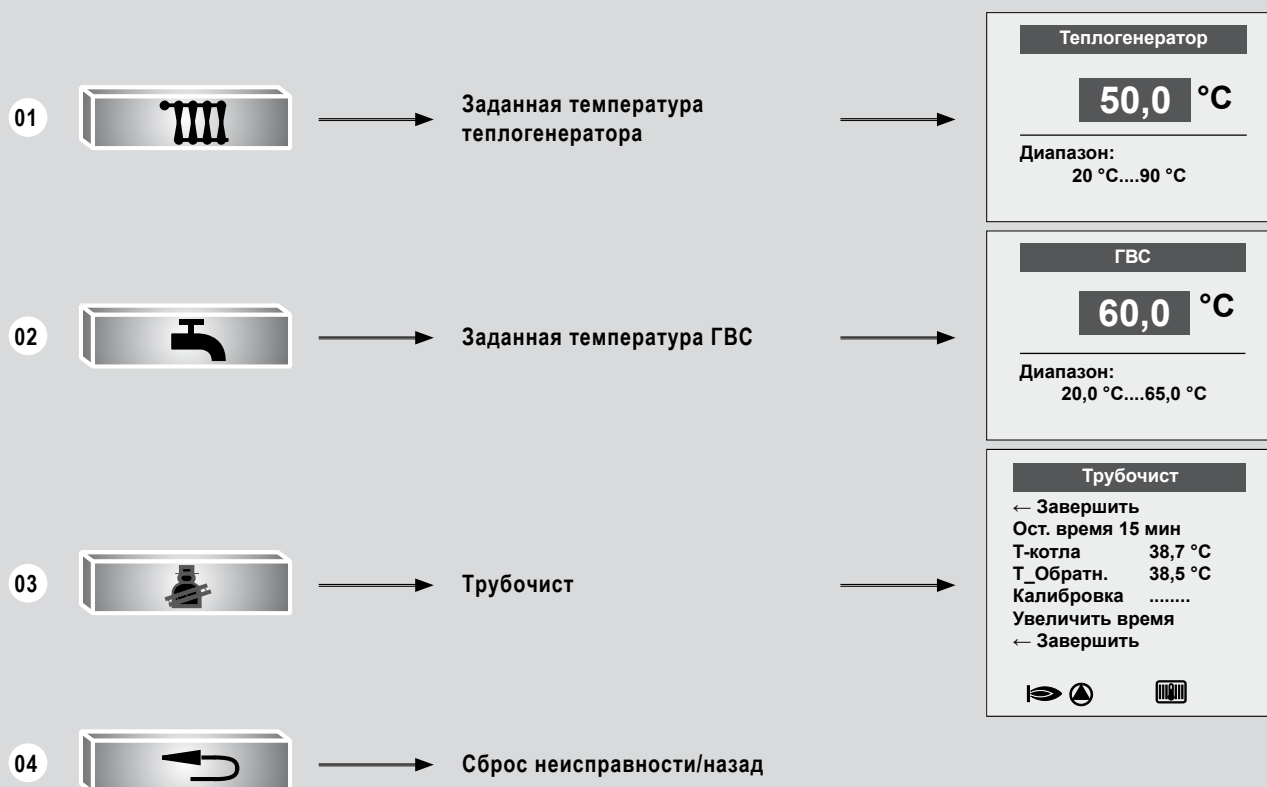 01
Заданная температура
теплогенератора
Теплогенератор
50,0 °C
Диапазон:
20 °C....90 °C
02
Заданная температура ГВС
ГВС
60,0 °C
Диапазон:
20,0 °C....65,0 °C
03
Трубочист
Трубочист
← Завершить
Ост. время 15 мин
Т-котла 38,7 °C
Т_Обратн. 38,5 °C
Калибровка ........
Увеличить время
← Завершить
04
Сброс неисправности/назад